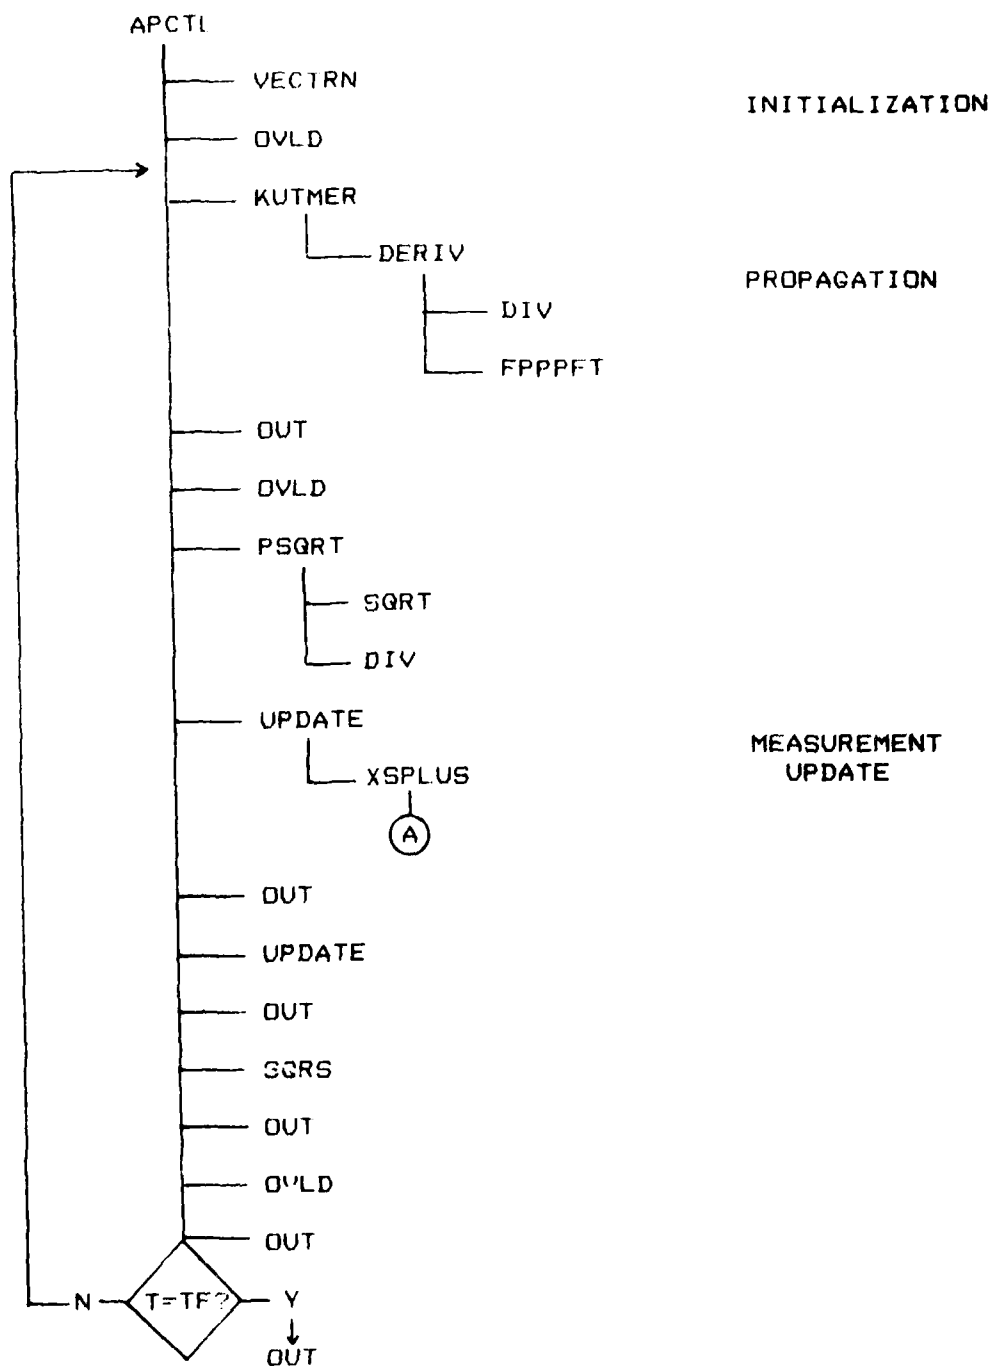 APCTL
VECTRN
INITIALIZATION
OVLD
KUTMER
DERIV
PROPAGATION
DIV
FPPPFT
OUT
OVLD
PSQRT
SQRT
DIV
UPDATE
MEASUREMENT
UPDATE
XSPLUS
A
OUT
UPDATE
OUT
SQRS
OUT
OVLD
OUT
N
T=TF?
Y
OUT